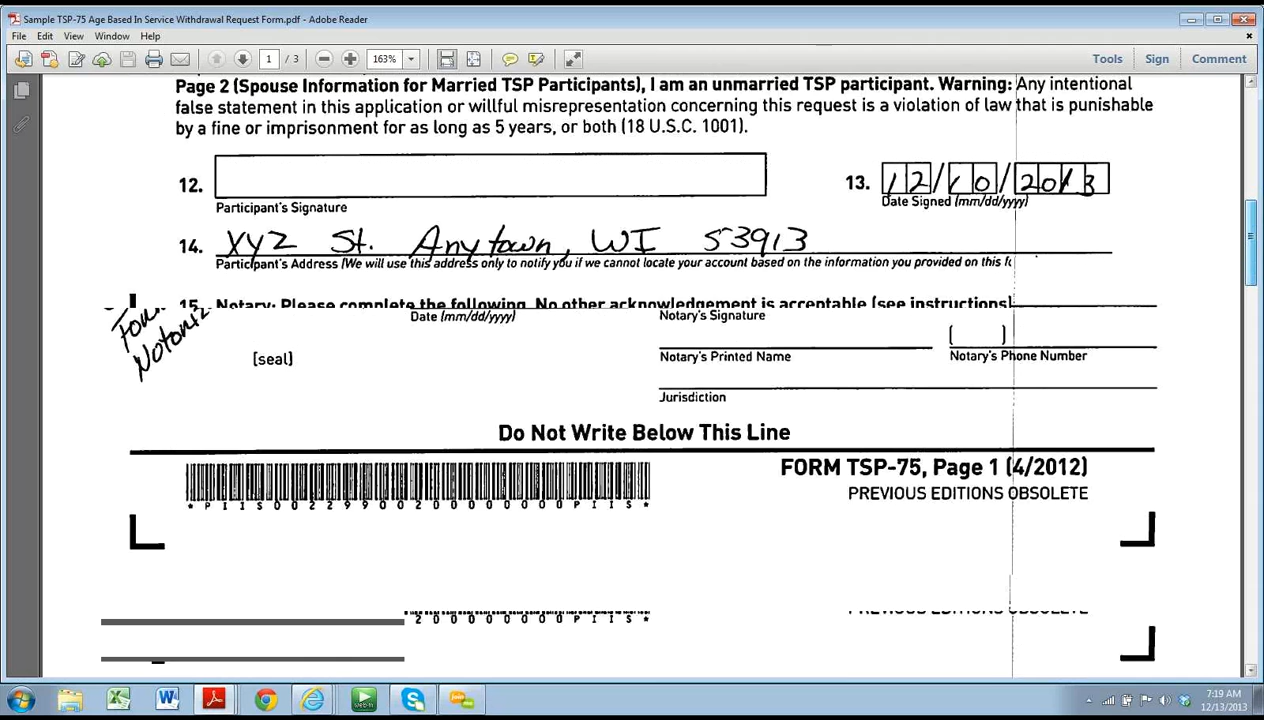 Sample TSP-75 Age Based In Service Withdrawal Request Form.pdf - Adobe Reader
File Edit View Window Help
1 / 3 163% Tools Sign Comment
Page 2 (Spouse Information for Married TSP Participants), I am an unmarried TSP participant. Warning: Any intentional
false statement in this application or willful misrepresentation concerning this request is a violation of law that is punishable
by a fine or imprisonment for as long as 5 years, or both (18 U.S.C. 1001).
12. 13. 12/10/2013
Participant's Signature Date Signed (mm/dd/yyyy)
14. XYZ St. Anytown, WI 53913
Participant's Address (We will use this address only to notify you if we cannot locate your account based on the information you provided on this fo
15. Notary: Please complete the following. No other acknowledgement is acceptable (see instructions)
Date (mm/dd/yyyy) Notary's Signature
( )
[seal] Notary's Printed Name Notary's Phone Number
Jurisdiction
Do Not Write Below This Line
FORM TSP-75, Page 1 (4/2012)
PREVIOUS EDITIONS OBSOLETE
*PIIS002299002000000000PIIS*
PREVIOUS EDITIONS OBSOLETE
200000000PIIS*
7:19 AM
12/13/2013